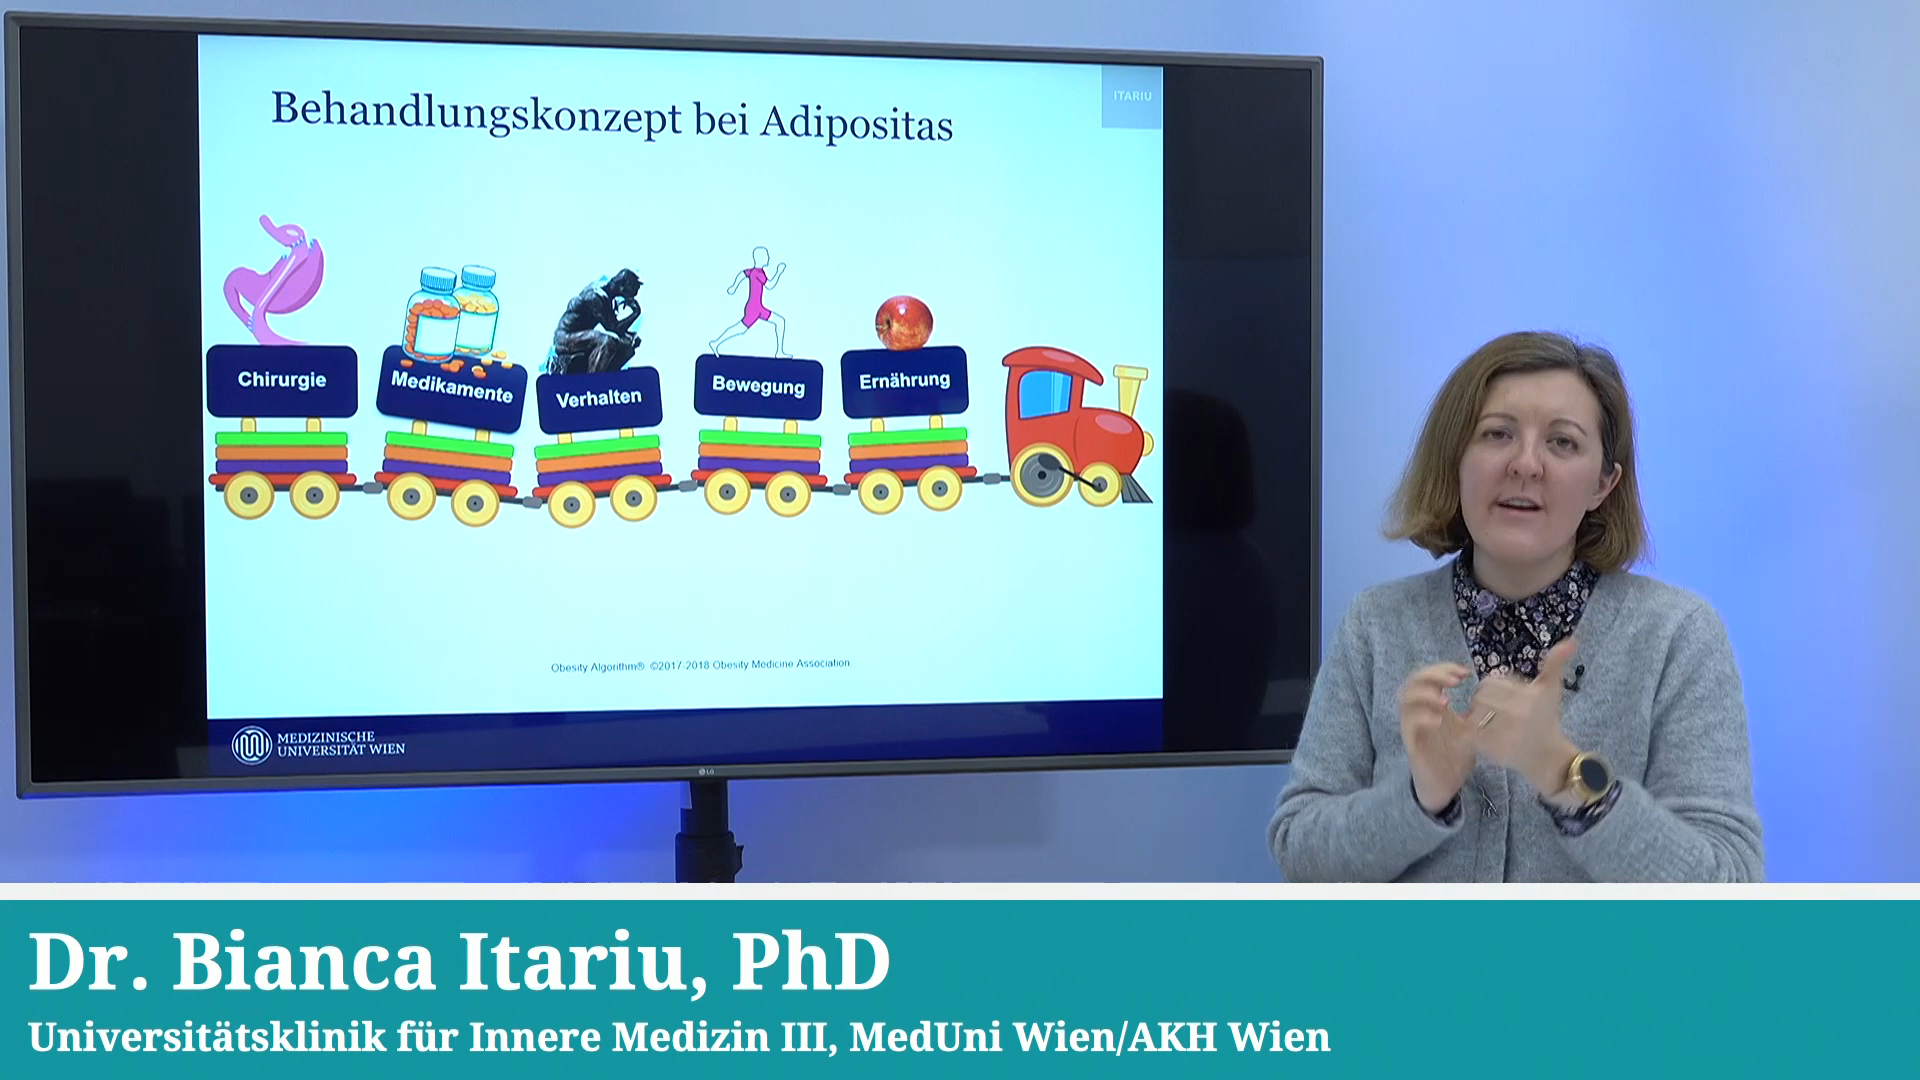 Behandlungskonzept bei Adipositas
ITARIU
Chirurgie
Medikamente
Verhalten
Bewegung
Ernährung
Obesity Algorithm®. ©2017-2018 Obesity Medicine Association.
MEDIZINISCHE
UNIVERSITÄT WIEN
LG
Dr. Bianca Itariu, PhD
Universitätsklinik für Innere Medizin III, MedUni Wien/AKH Wien